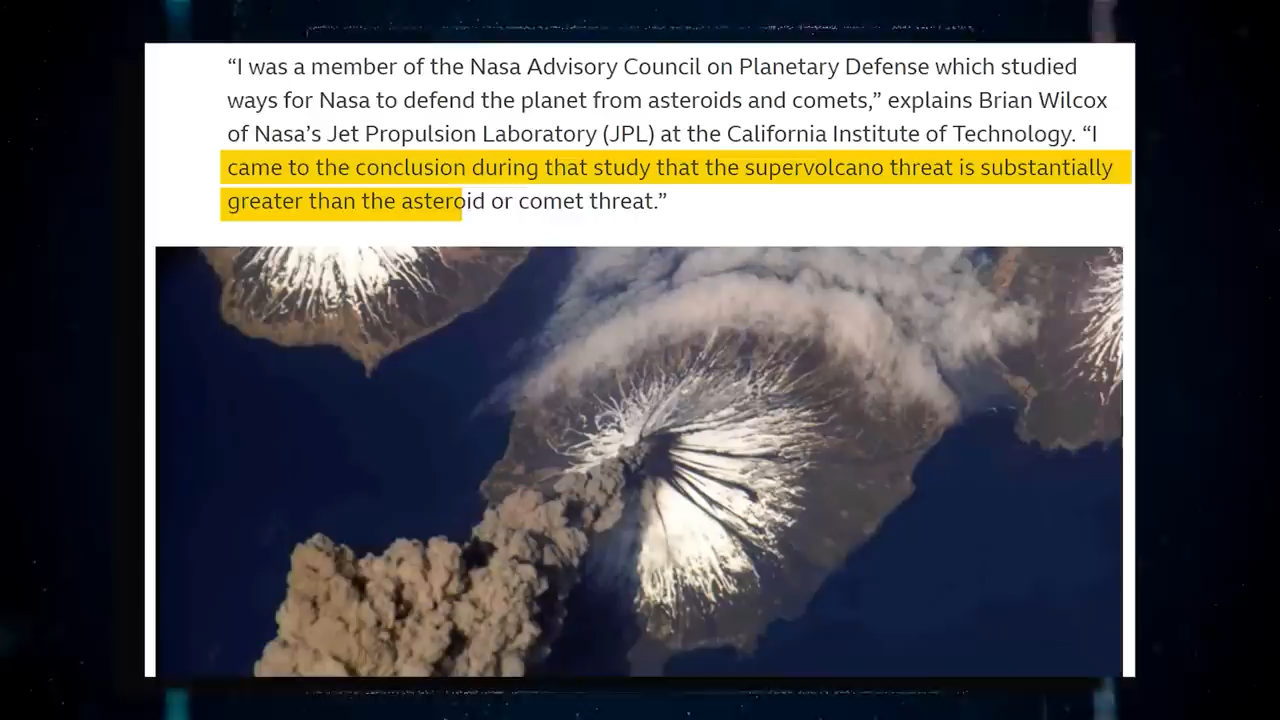 “I was a member of the Nasa Advisory Council on Planetary Defense which studied
ways for Nasa to defend the planet from asteroids and comets,” explains Brian Wilcox
of Nasa’s Jet Propulsion Laboratory (JPL) at the California Institute of Technology. “I
came to the conclusion during that study that the supervolcano threat is substantially
greater than the asteroid or comet threat.”